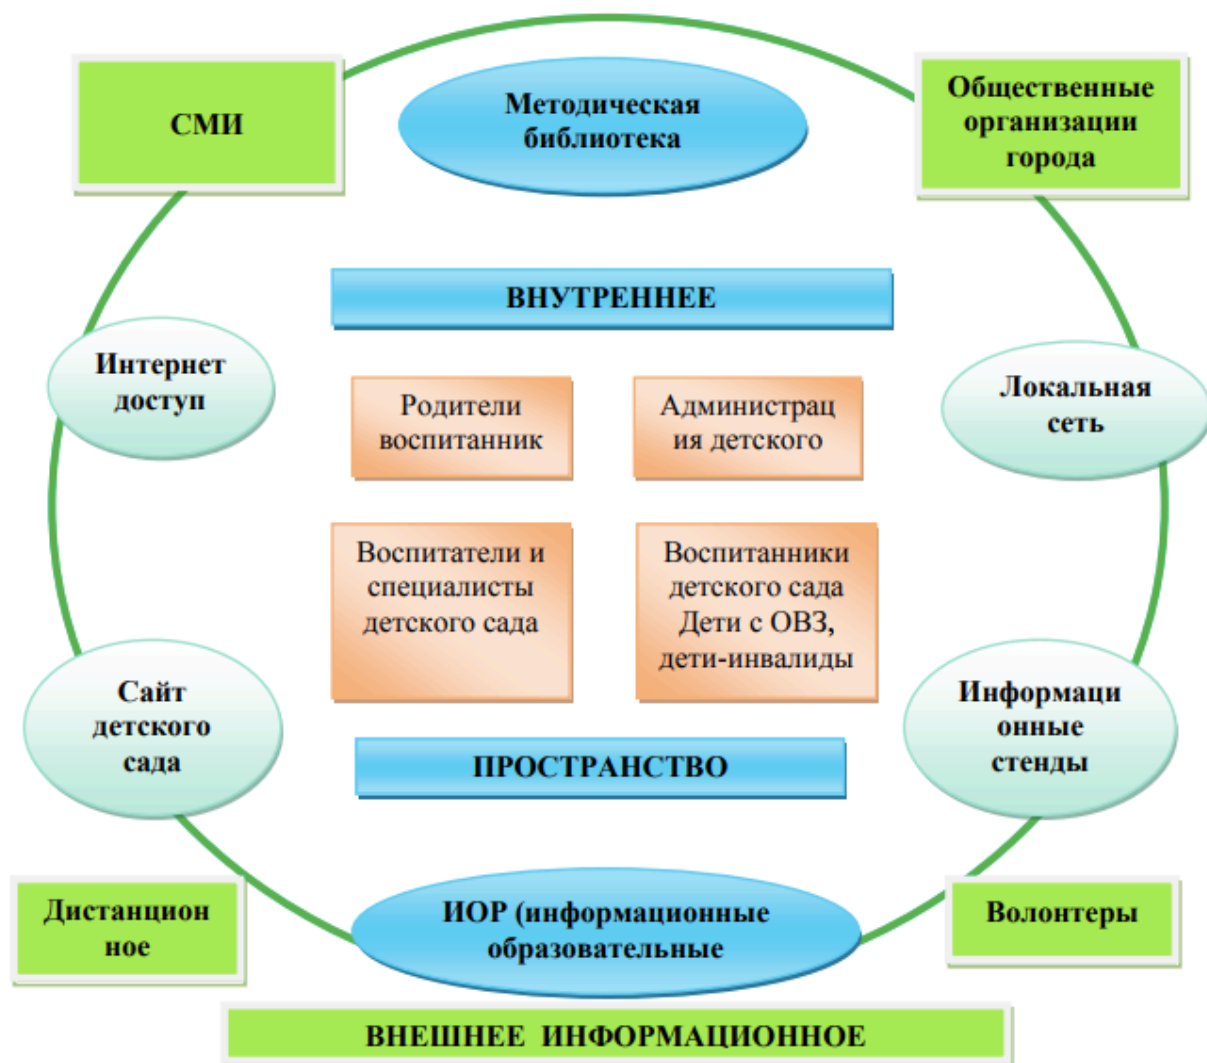 СМИ
Методическая
библиотека
Общественные
организации
города
ВНУТРЕННЕЕ
Интернет
доступ
Родители
воспитанник
Администрац
ия детского
Локальная
сеть
Воспитатели и
специалисты
детского сада
Воспитанники
детского сада
Дети с ОВЗ,
дети-инвалиды
Сайт
детского
сада
Информаци
онные
стенды
ПРОСТРАНСТВО
Дистанцион
ное
ИОР (информационные
образовательные
Волонтеры
ВНЕШНЕЕ ИНФОРМАЦИОННОЕ